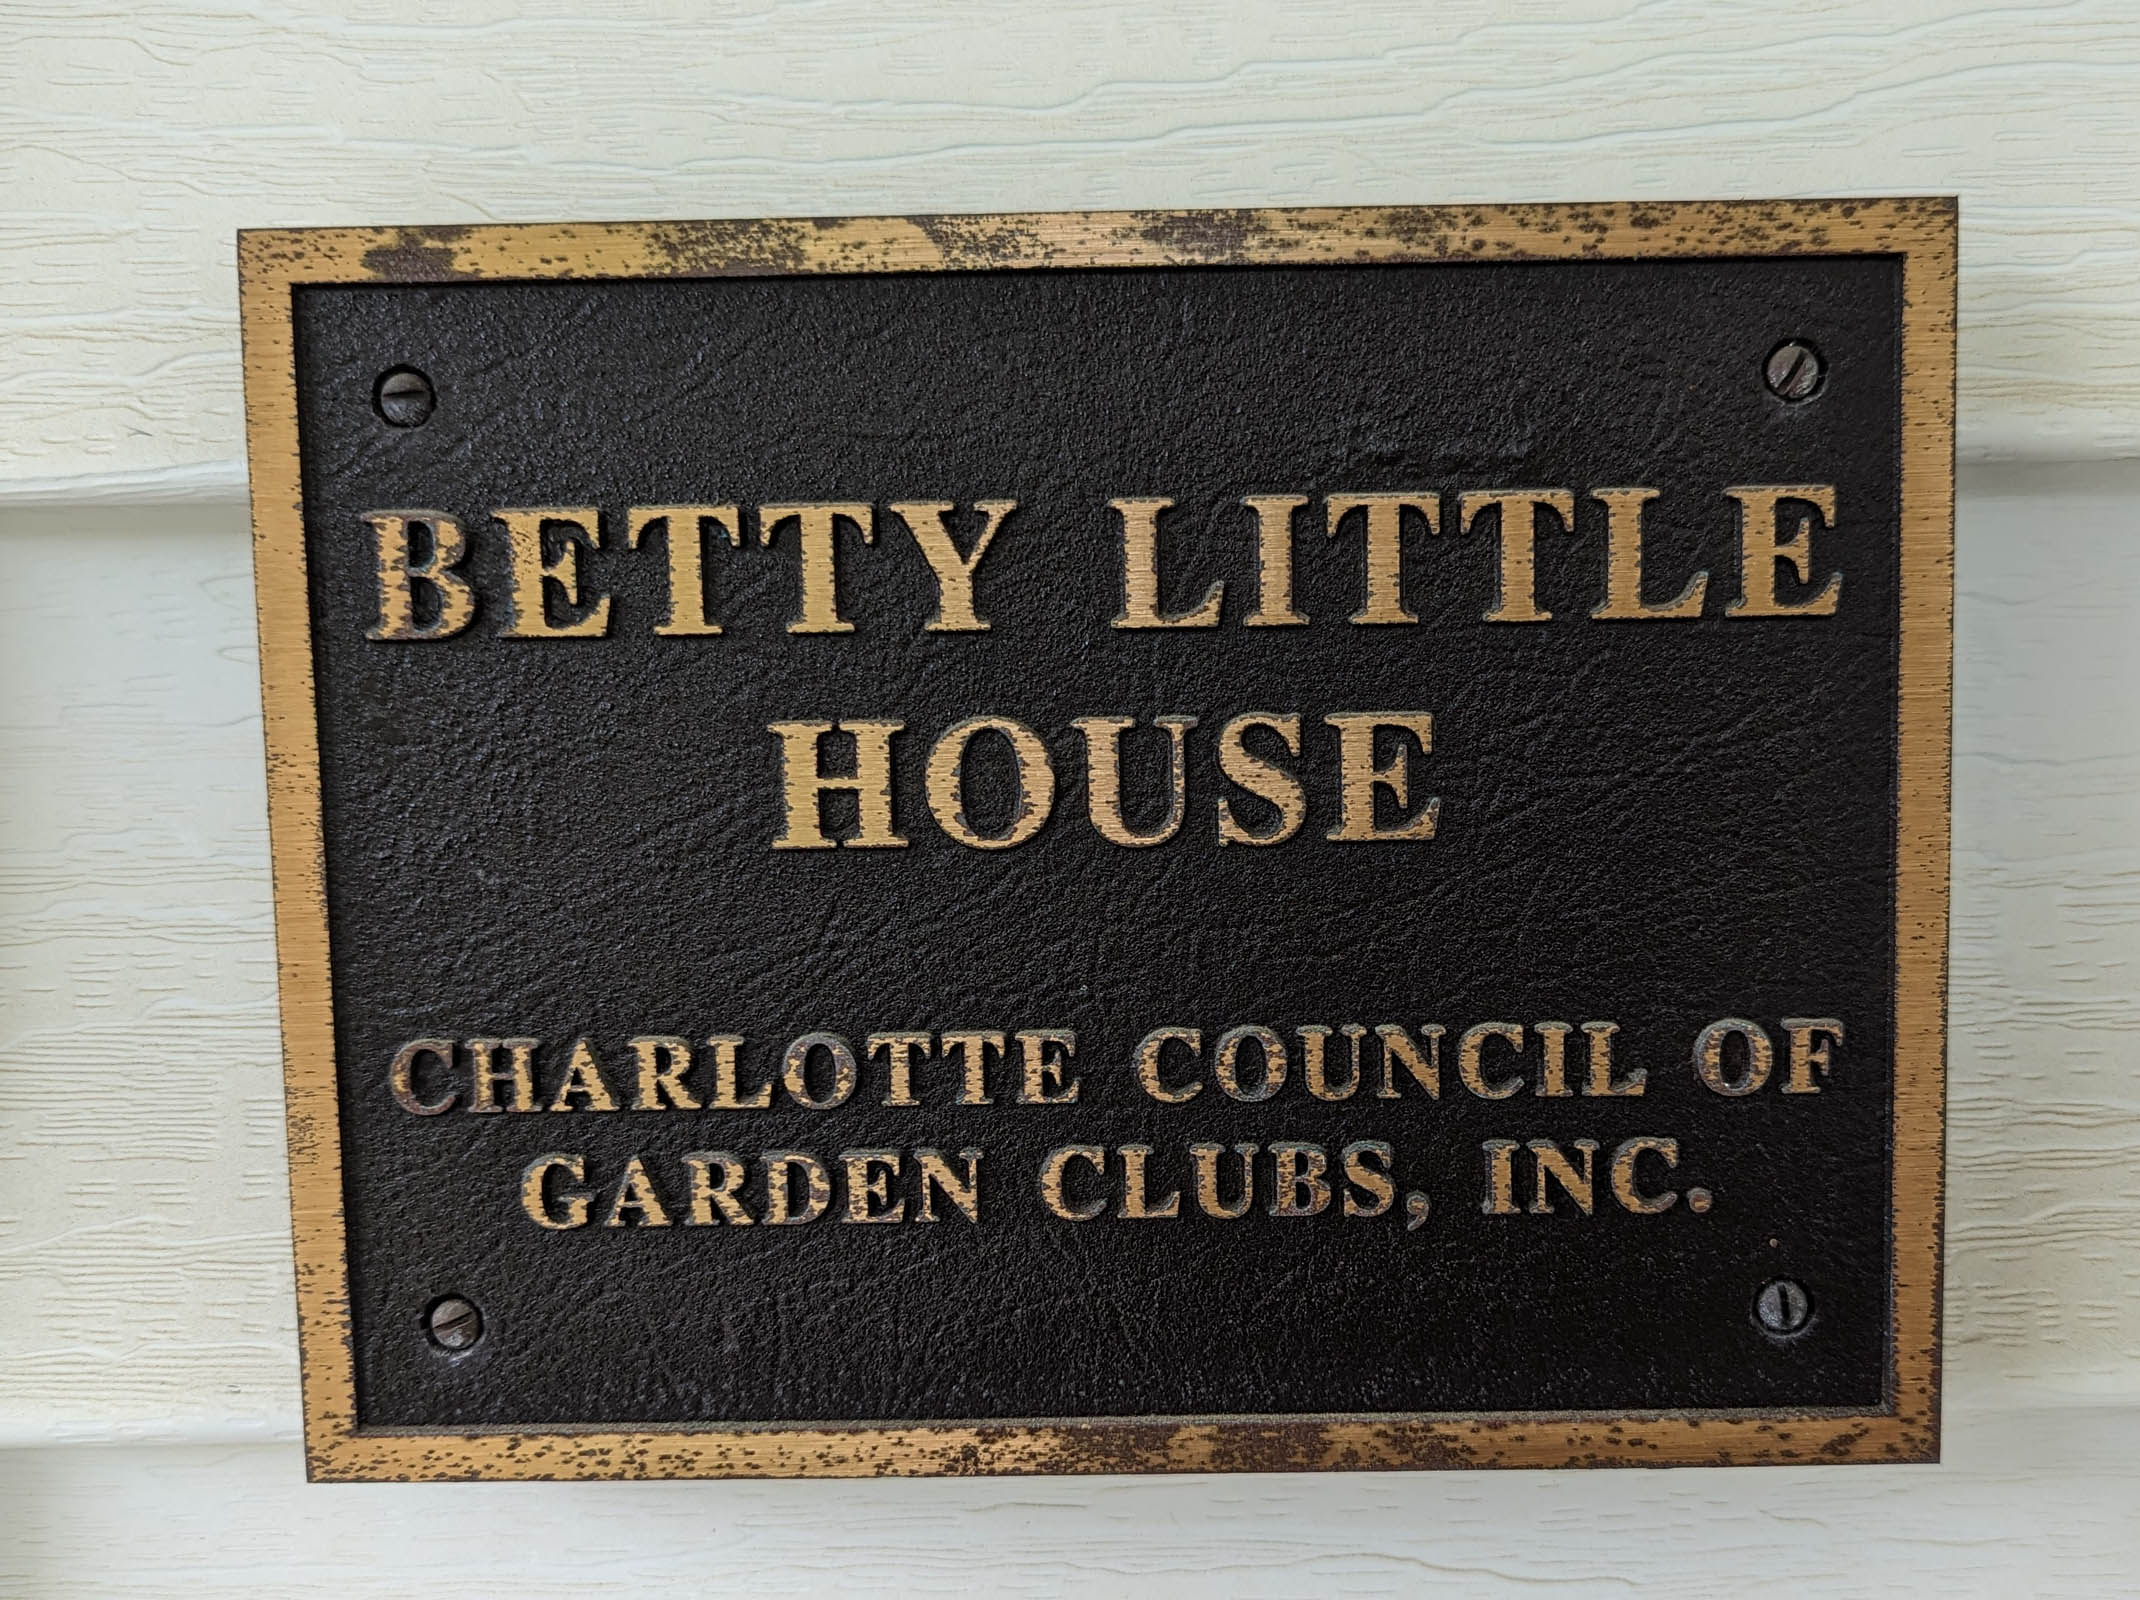 BETTY LITTLE
HOUSE
CHARLOTTE COUNCIL OF
GARDEN CLUBS, INC.